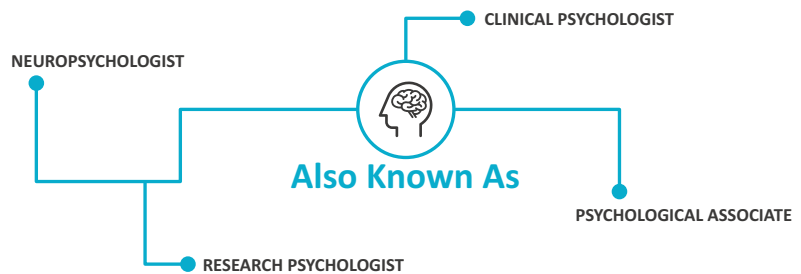 CLINICAL PSYCHOLOGIST
NEUROPSYCHOLOGIST
Also Known As
PSYCHOLOGICAL ASSOCIATE
RESEARCH PSYCHOLOGIST